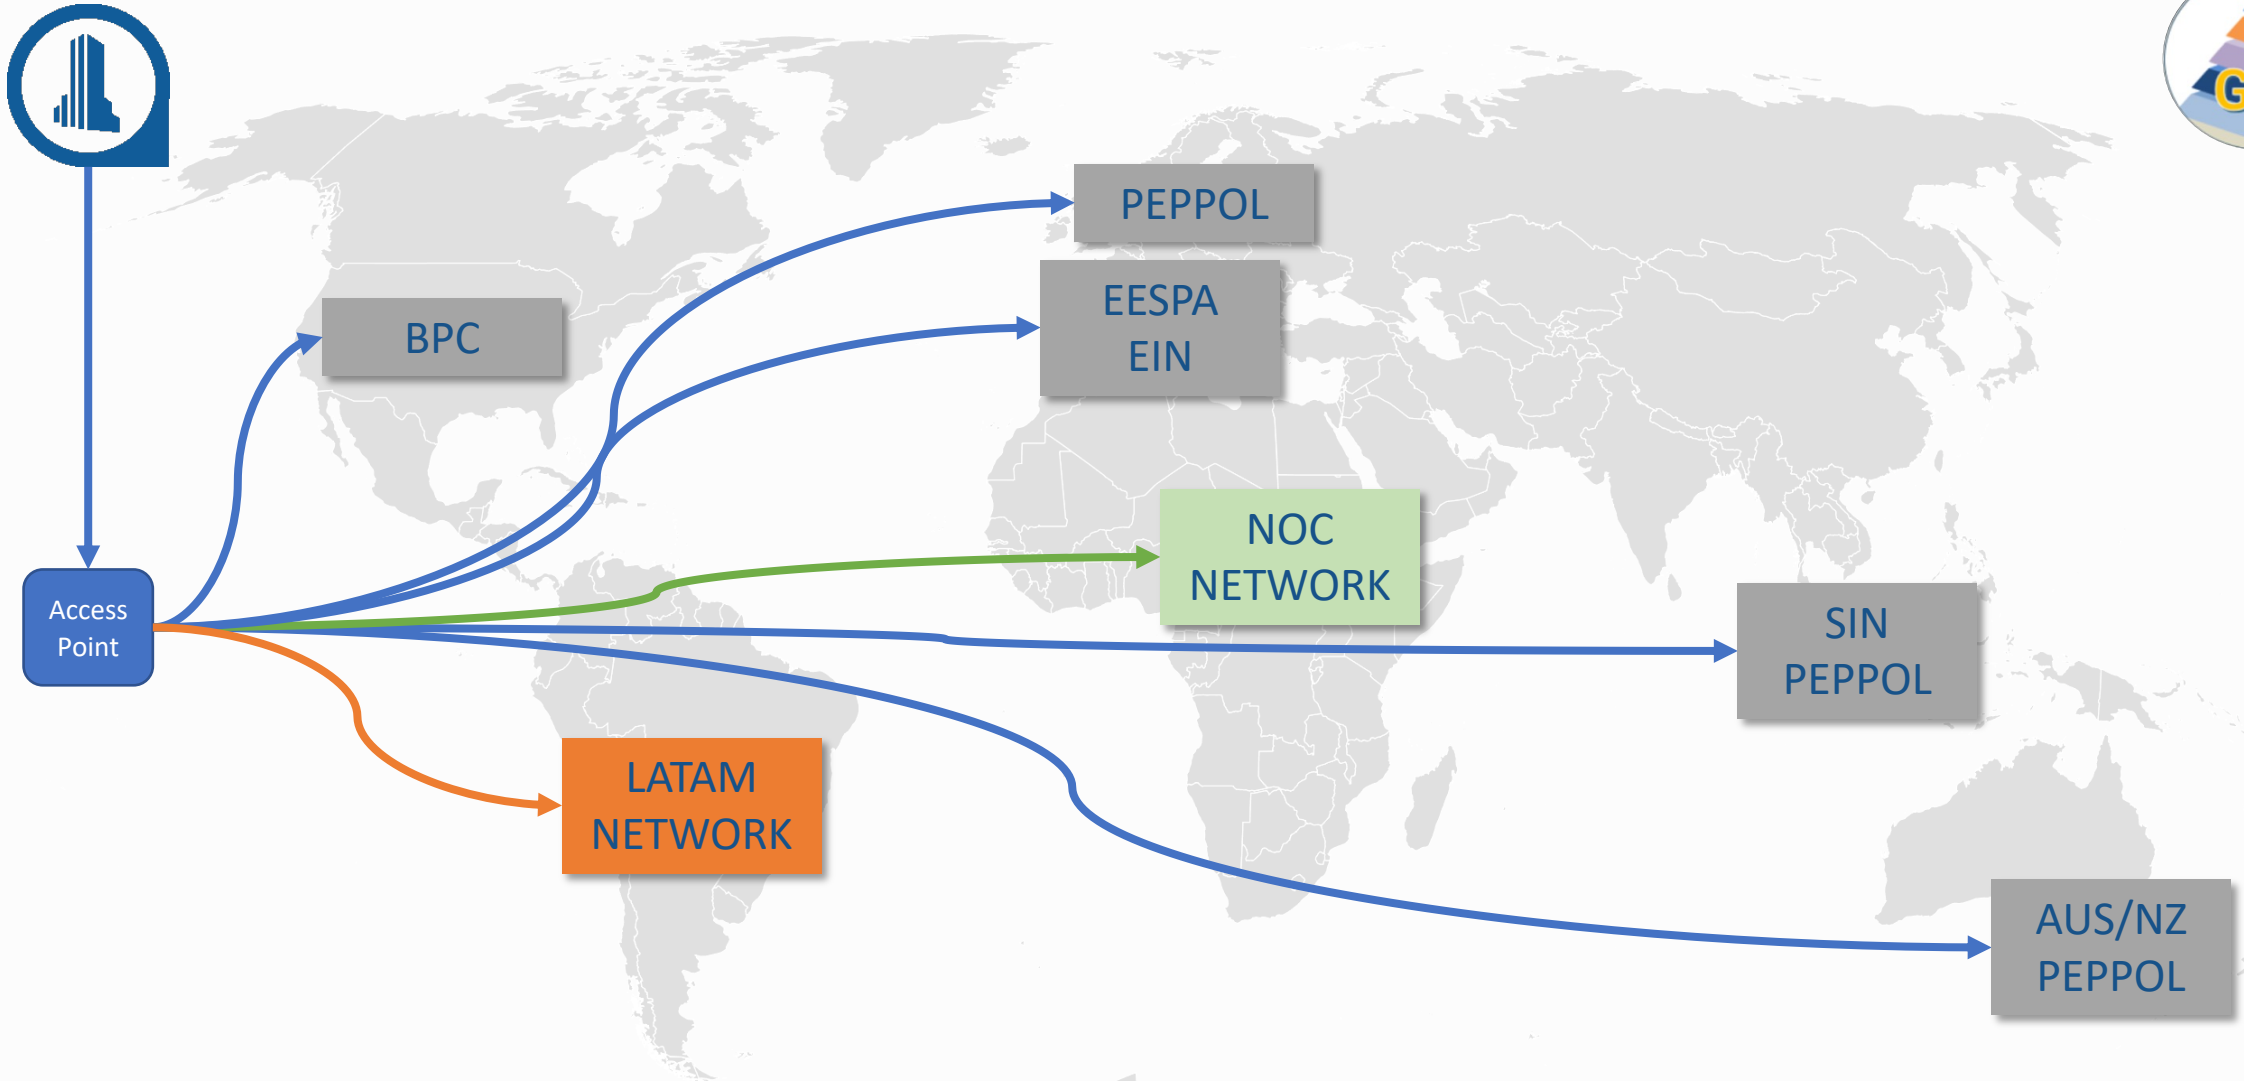 G
PEPPOL
EESPA
EIN
BPC
NOC
NETWORK
Access
Point
SIN
PEPPOL
LATAM
NETWORK
AUS/NZ
PEPPOL